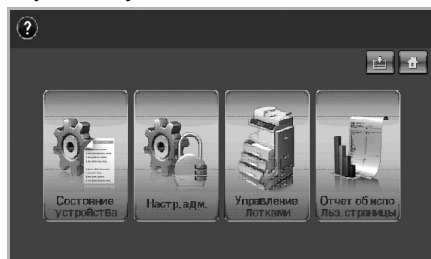 ?
Состояние
устройства
Настр. адм.
Управление
лотками
Отчет об испо
льз. страницы